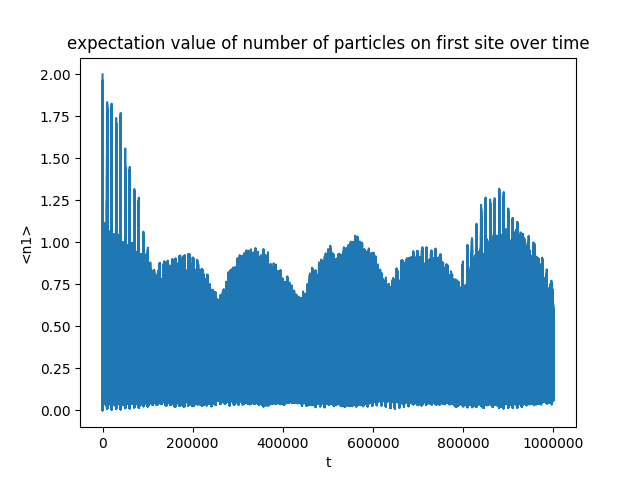 expectation value of number of particles on first site over time
2.00
1.75
1.50
1.25
1.00
0.75
0.50
0.25
0.00
<n1>
0 200000 400000 600000 800000 1000000
t